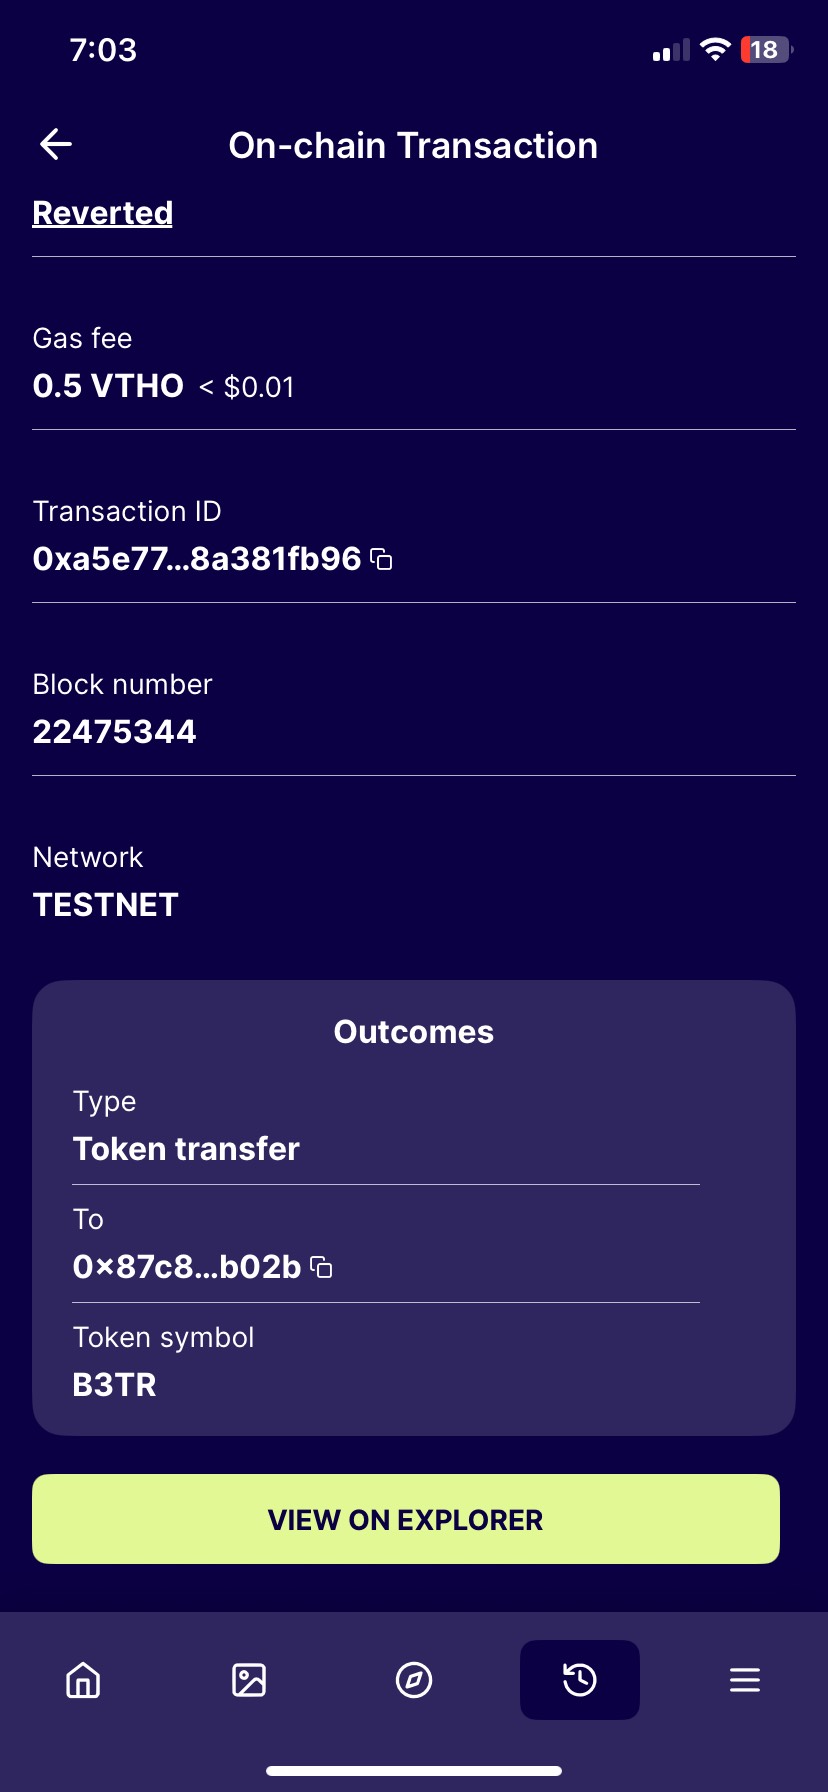 7:03
18
On-chain Transaction
Reverted
Gas fee
0.5 VTHO < $0.01
Transaction ID
0xa5e77…8a381fb96
Block number
22475344
Network
TESTNET
Outcomes
Type
Token transfer
To
0×87c8…b02b
Token symbol
B3TR
VIEW ON EXPLORER